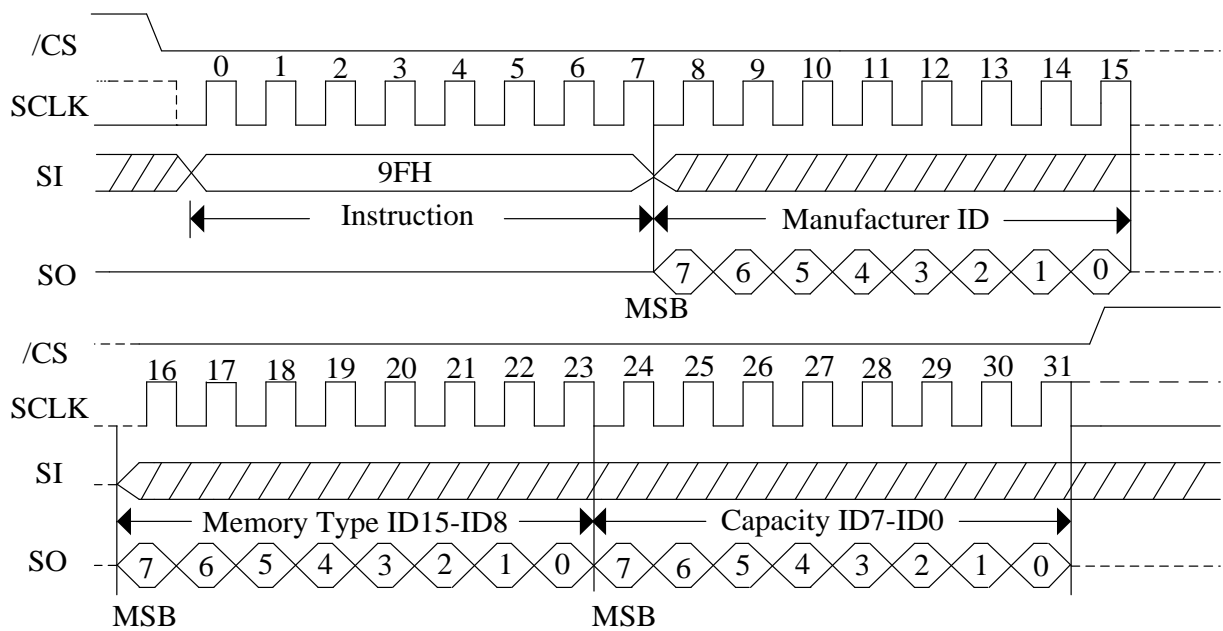 /CS
0 1 2 3 4 5 6 7 8 9 10 11 12 13 14 15
SCLK
SI 9FH
Instruction Manufacturer ID
SO 7 6 5 4 3 2 1 0
MSB
/CS
16 17 18 19 20 21 22 23 24 25 26 27 28 29 30 31
SCLK
SI
Memory Type ID15-ID8 Capacity ID7-ID0
SO 7 6 5 4 3 2 1 0 7 6 5 4 3 2 1 0
MSB MSB